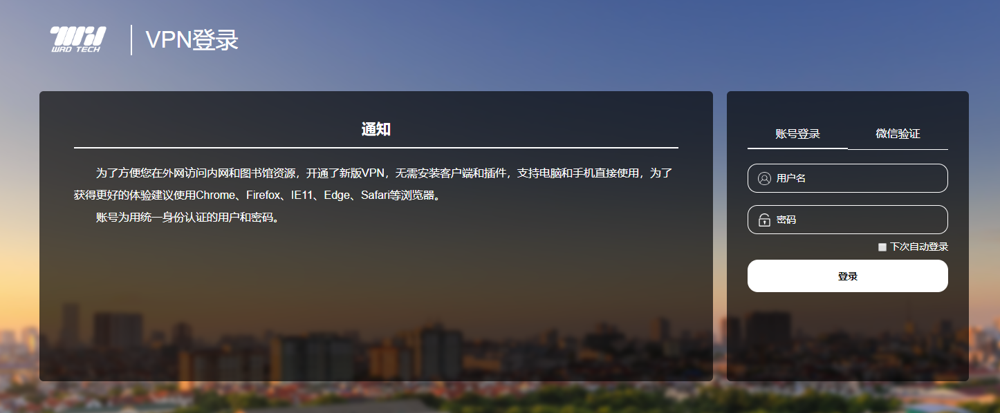 WRD TECH
VPN登录
通知
为了方便您在外网访问内网和图书馆资源，开通了新版VPN，无需安装客户端和插件，支持电脑和手机直接使用，为了
获得更好的体验建议使用Chrome、Firefox、IE11、Edge、Safari等浏览器。
账号为用统一身份认证的用户和密码。
账号登录
微信验证
用户名
密码
下次自动登录
登录